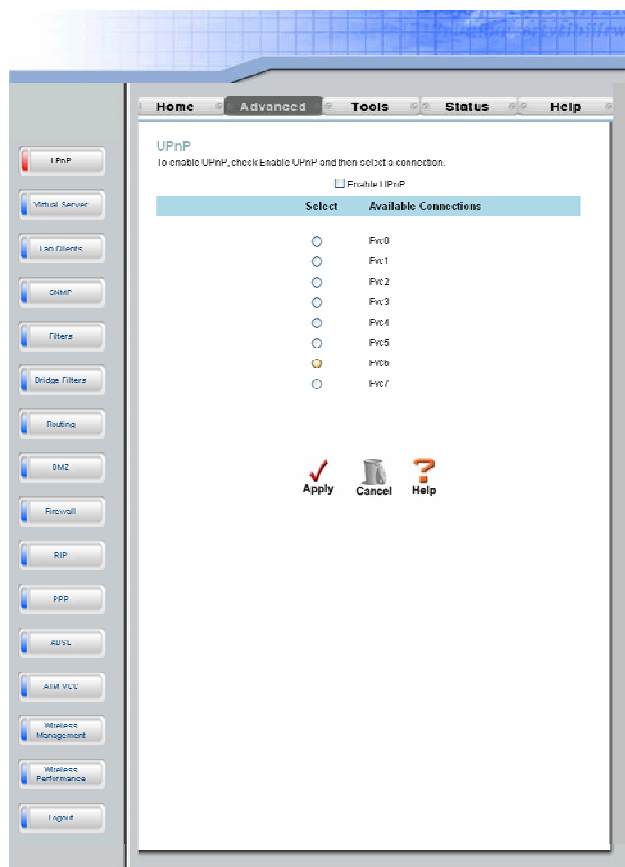 Home Advanced Tools Status Help
UPnP
To enable UPnP, check Enable UPnP and then select a connection.
Enable UPnP
Select Available Connections
Pvc0
Pvc1
Pvc2
Pvc3
Pvc4
Pvc5
Pvc6
Pvc7
Apply Cancel Help
UPnP
Virtual Server
Lan Clients
SNMP
Filters
Bridge Filters
Routing
DMZ
Firewall
RIP
PPP
ADSL
ATM VCC
Wireless
Management
Wireless
Performance
Logout